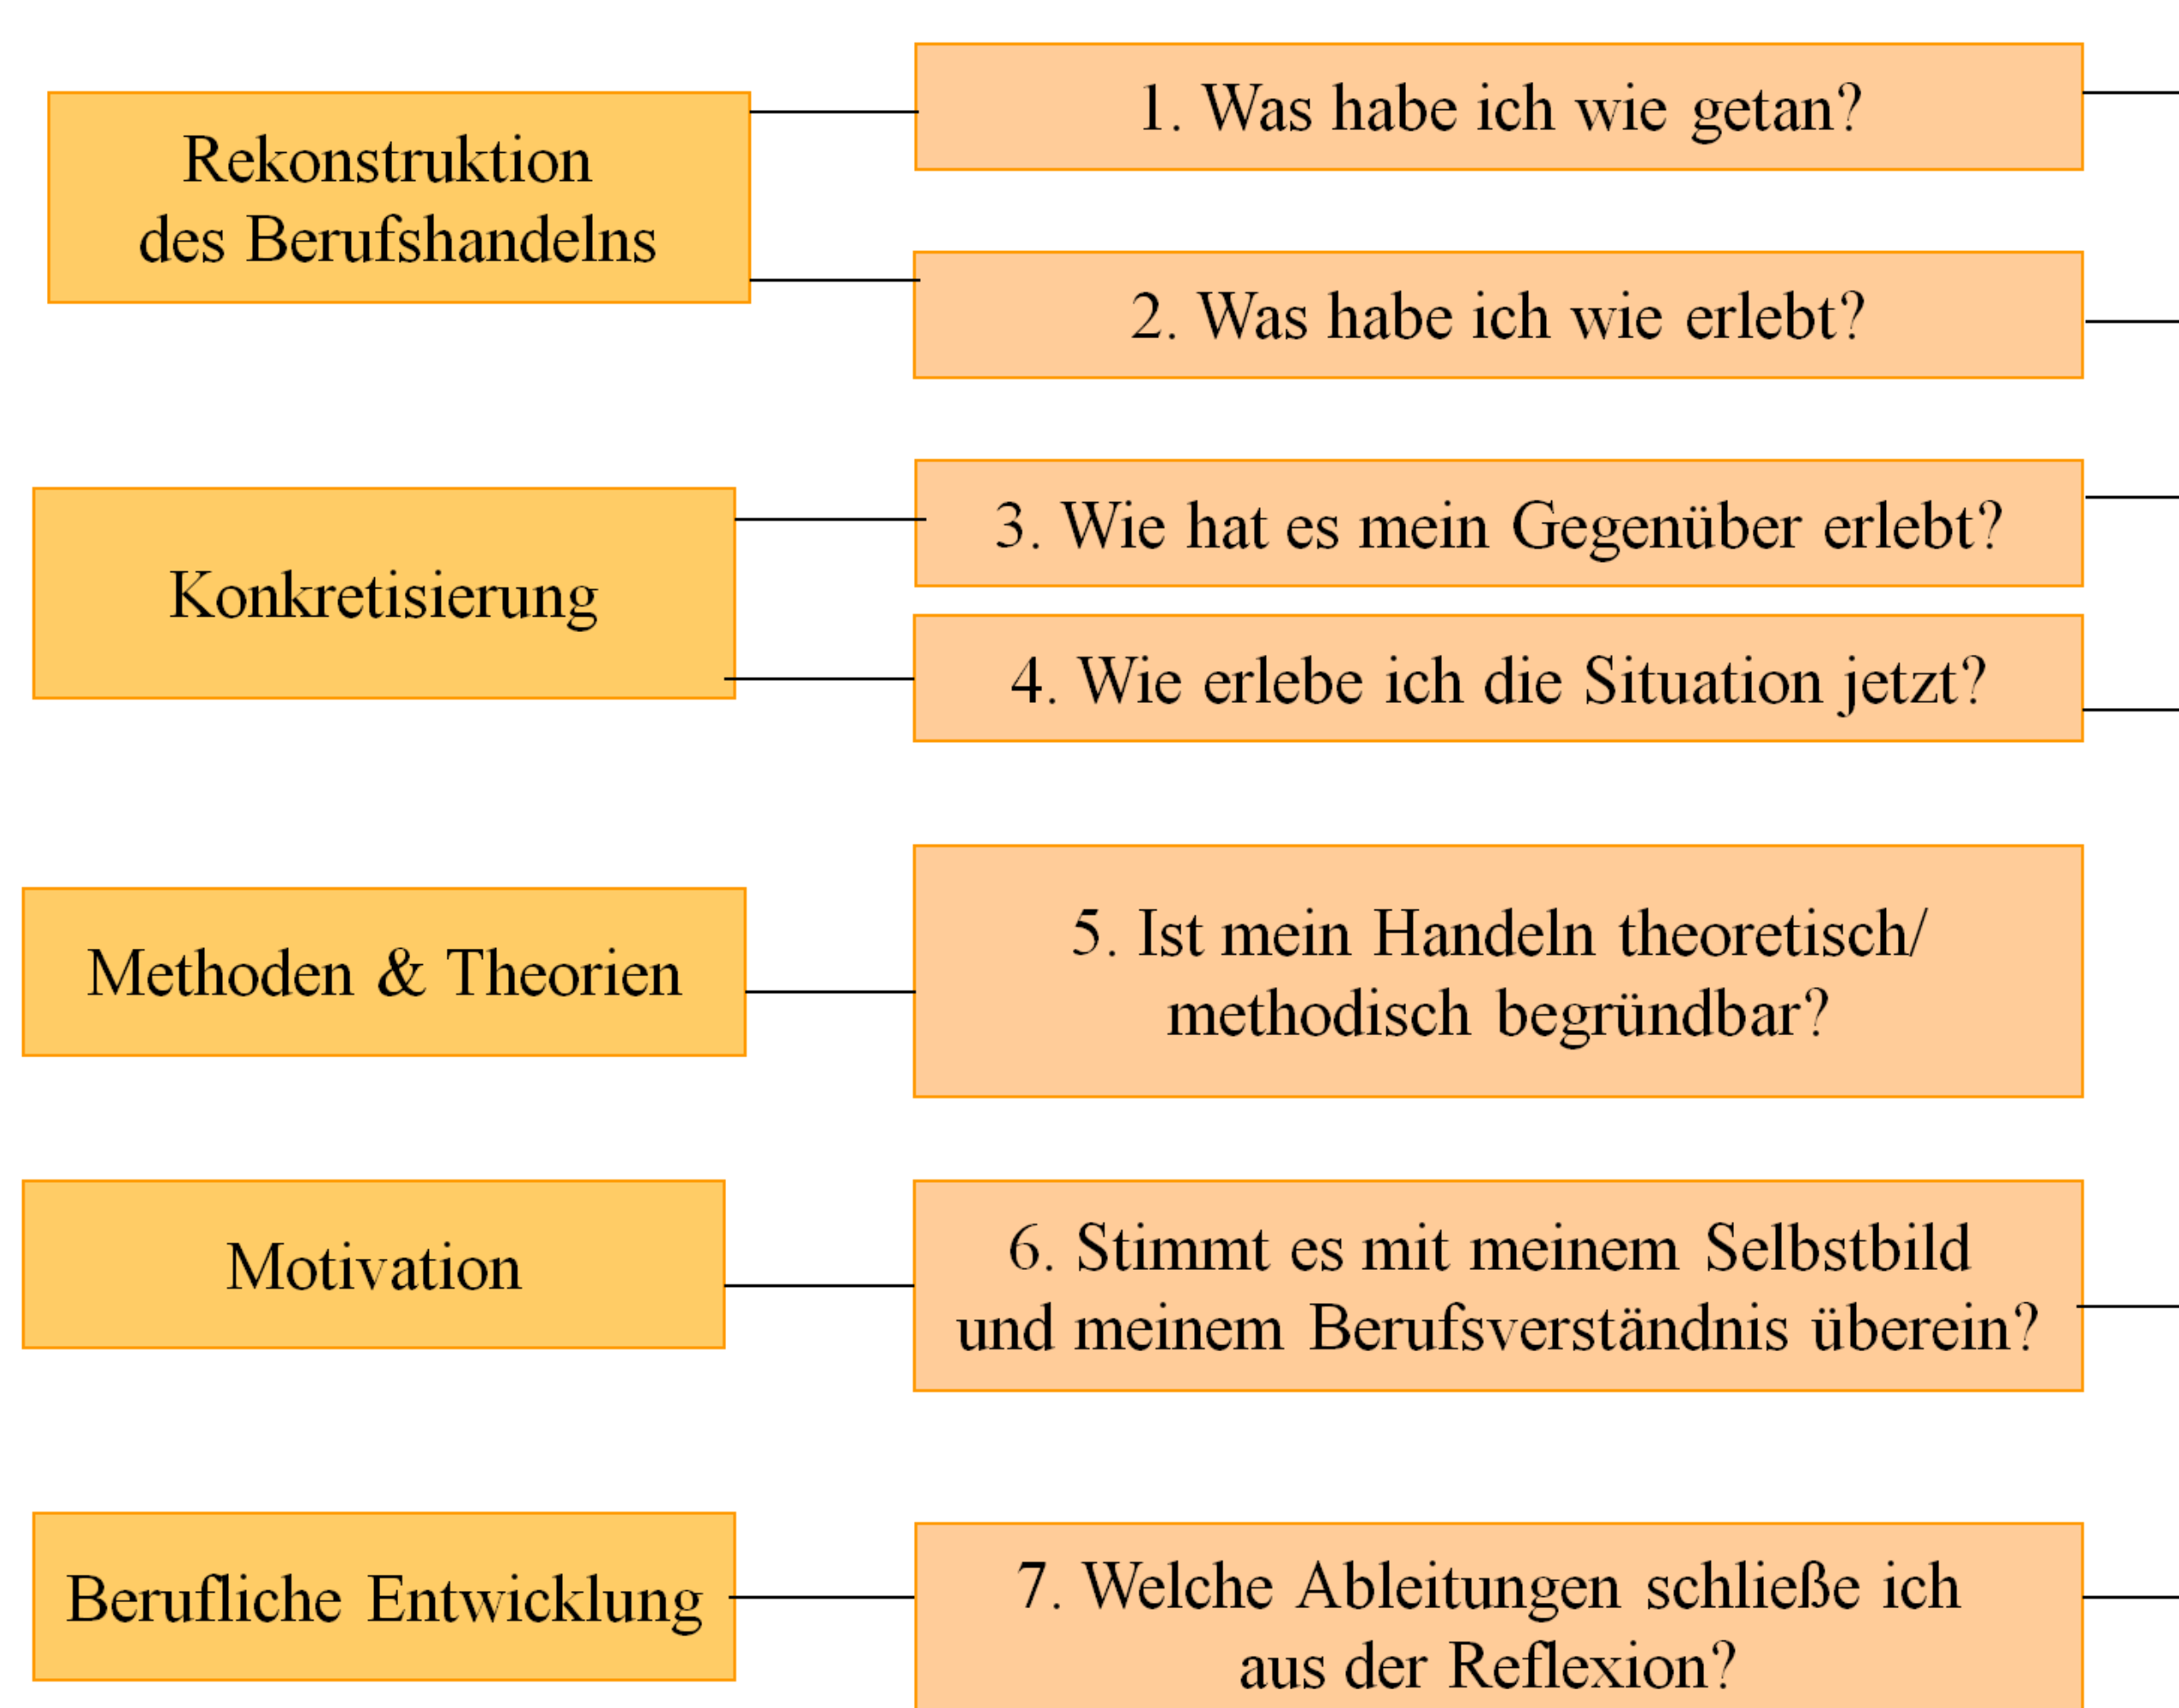 Rekonstruktion
des Berufshandelns
1. Was habe ich wie getan?
2. Was habe ich wie erlebt?
Konkretisierung
3. Wie hat es mein Gegenüber erlebt?
4. Wie erlebe ich die Situation jetzt?
Methoden & Theorien
5. Ist mein Handeln theoretisch/
methodisch begründbar?
Motivation
6. Stimmt es mit meinem Selbstbild
und meinem Berufsverständnis überein?
Berufliche Entwicklung
7. Welche Ableitungen schließe ich
aus der Reflexion?